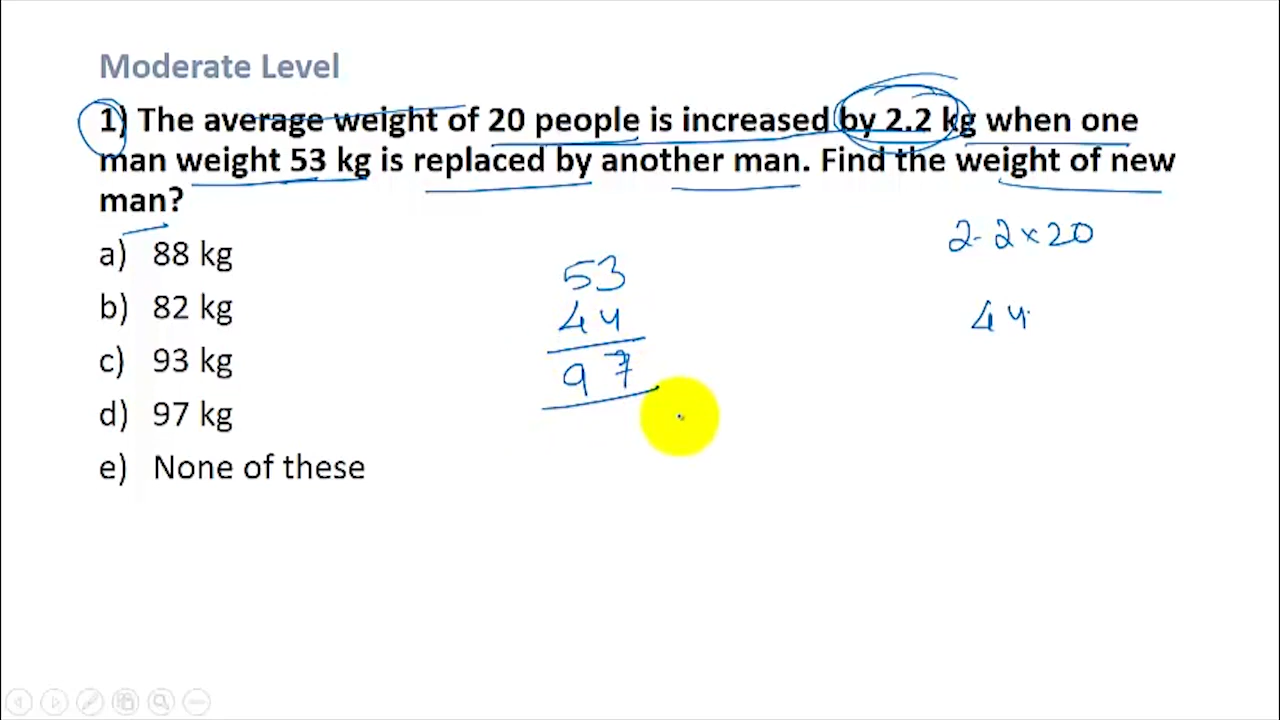 Moderate Level
1) The average weight of 20 people is increased by 2.2 kg when one
man weight 53 kg is replaced by another man. Find the weight of new
man?
a) 88 kg
b) 82 kg
c) 93 kg
d) 97 kg
e) None of these
53
44
97
2.2×20
44